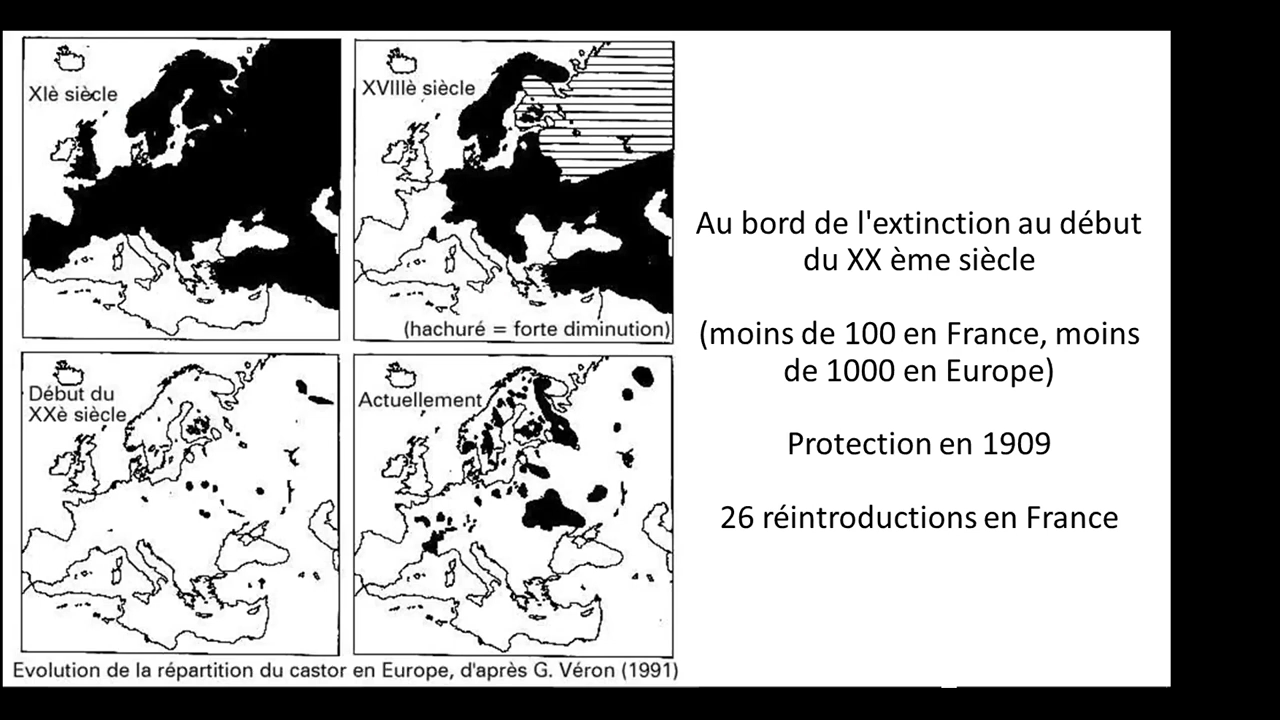 XIè siècle
XVIIIè siècle
(hachuré = forte diminution)
Début du
XXè siècle
Actuellement
Evolution de la répartition du castor en Europe, d'après G. Véron (1991)
Au bord de l'extinction au début
du XX ème siècle
(moins de 100 en France, moins
de 1000 en Europe)
Protection en 1909
26 réintroductions en France